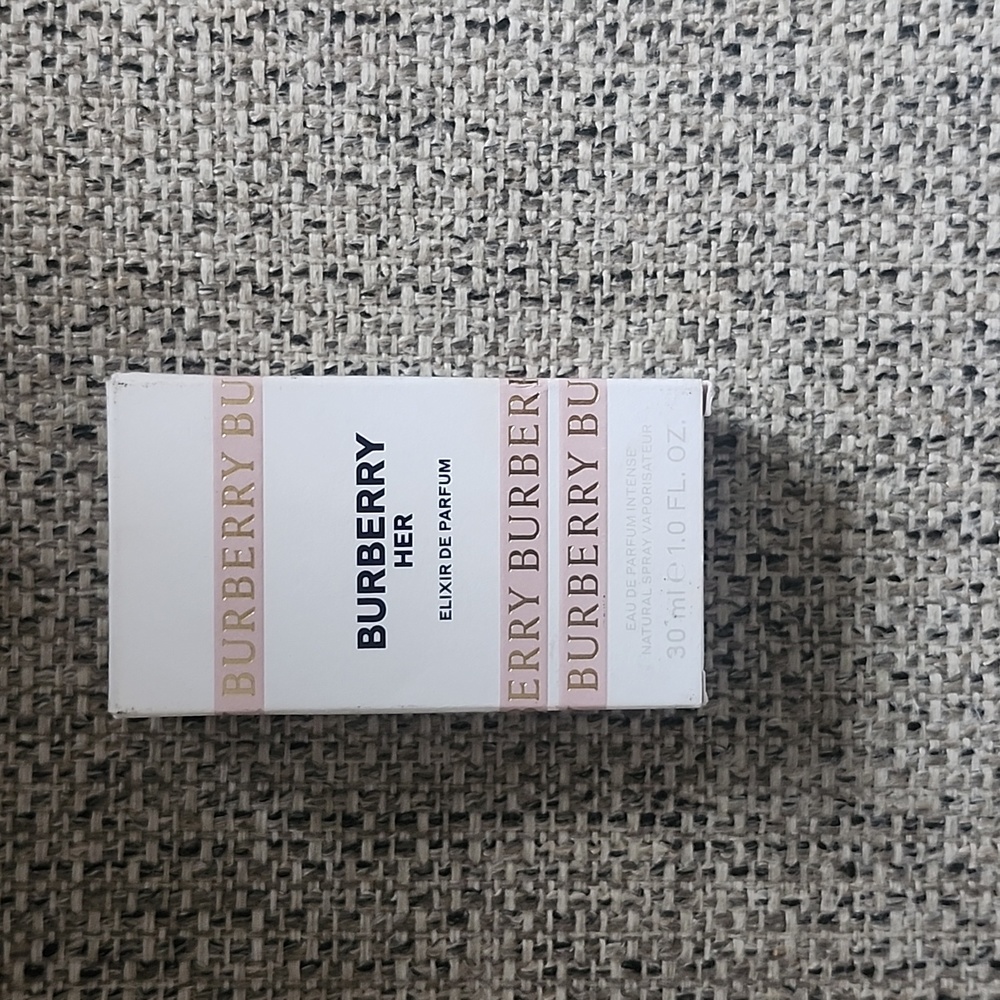 BURBERRY BU
BURBERRY
HER
ELIXIR DE PARFUM
ERRY BURBERR
BURBERRY BU
EAU DE PARFUM INTENSE
NATURAL SPRAY VAPORISATEUR
30 ml ℮ 1.0 FL. OZ.